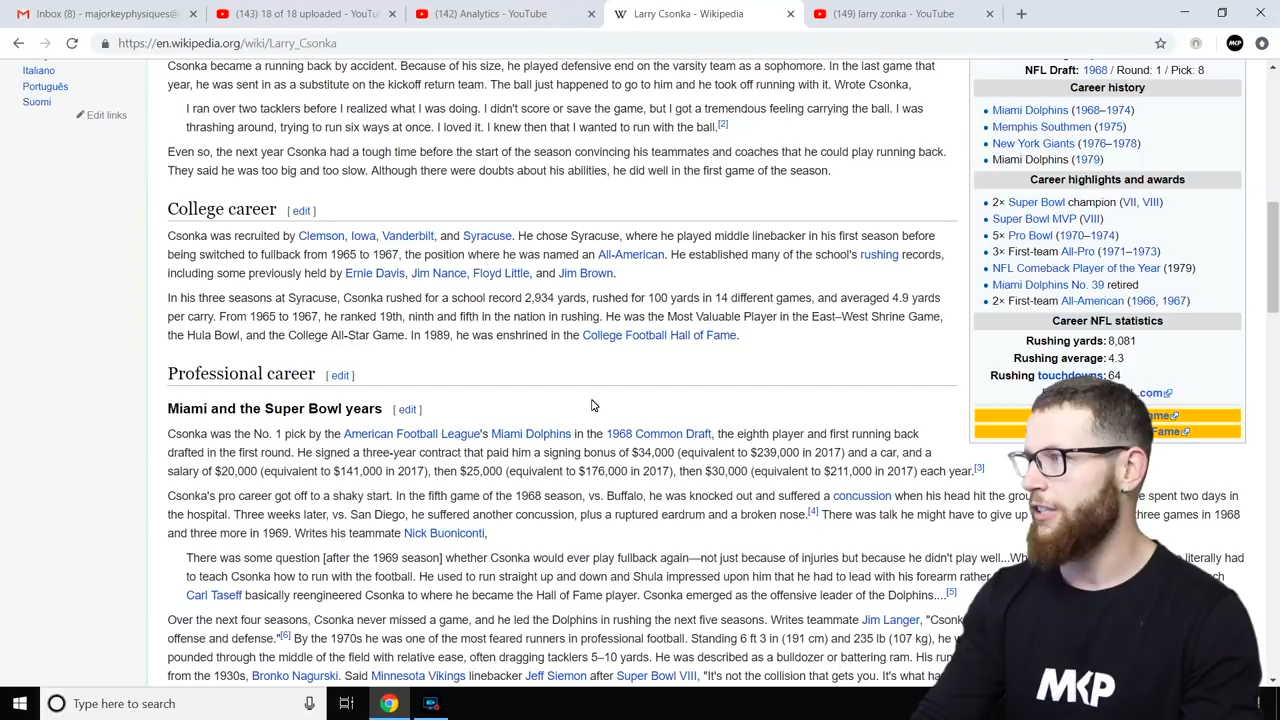 Inbox (8) - majorkeyphysiques@
(143) 18 of 18 uploaded - YouTu
(142) Analytics - YouTube
Larry Csonka - Wikipedia
(149) larry zonka - YouTube
https://en.wikipedia.org/wiki/Larry_Csonka
MKP
Italiano
Português
Suomi
Edit links
Csonka became a running back by accident. Because of his size, he played defensive end on the varsity team as a sophomore. In the last game that
year, he was sent in as a substitute on the kickoff return team. The ball just happened to go to him and he took off running with it. Wrote Csonka,
I ran over two tacklers before I realized what I was doing. I didn't score or save the game, but I got a tremendous feeling carrying the ball. I was
thrashing around, trying to run six ways at once. I loved it. I knew then that I wanted to run with the ball.[2]
Even so, the next year Csonka had a tough time before the start of the season convincing his teammates and coaches that he could play running back.
They said he was too big and too slow. Although there were doubts about his abilities, he did well in the first game of the season.
College career [ edit ]
Csonka was recruited by Clemson, Iowa, Vanderbilt, and Syracuse. He chose Syracuse, where he played middle linebacker in his first season before
being switched to fullback from 1965 to 1967, the position where he was named an All-American. He established many of the school's rushing records,
including some previously held by Ernie Davis, Jim Nance, Floyd Little, and Jim Brown.
In his three seasons at Syracuse, Csonka rushed for a school record 2,934 yards, rushed for 100 yards in 14 different games, and averaged 4.9 yards
per carry. From 1965 to 1967, he ranked 19th, ninth and fifth in the nation in rushing. He was the Most Valuable Player in the East–West Shrine Game,
the Hula Bowl, and the College All-Star Game. In 1989, he was enshrined in the College Football Hall of Fame.
Professional career [ edit ]
Miami and the Super Bowl years [ edit ]
Csonka was the No. 1 pick by the American Football League's Miami Dolphins in the 1968 Common Draft, the eighth player and first running back
drafted in the first round. He signed a three-year contract that paid him a signing bonus of $34,000 (equivalent to $239,000 in 2017) and a car, and a
salary of $20,000 (equivalent to $141,000 in 2017), then $25,000 (equivalent to $176,000 in 2017), then $30,000 (equivalent to $211,000 in 2017) each year.[3]
Csonka's pro career got off to a shaky start. In the fifth game of the 1968 season, vs. Buffalo, he was knocked out and suffered a concussion when his head hit the grou e spent two days in
the hospital. Three weeks later, vs. San Diego, he suffered another concussion, plus a ruptured eardrum and a broken nose.[4] There was talk he might have to give up three games in 1968
and three more in 1969. Writes his teammate Nick Buoniconti,
There was some question [after the 1969 season] whether Csonka would ever play fullback again—not just because of injuries but because he didn't play well...Wh literally had
to teach Csonka how to run with the football. He used to run straight up and down and Shula impressed upon him that he had to lead with his forearm rather ch
Carl Taseff basically reengineered Csonka to where he became the Hall of Fame player. Csonka emerged as the offensive leader of the Dolphins....[5]
Over the next four seasons, Csonka never missed a game, and he led the Dolphins in rushing the next five seasons. Writes teammate Jim Langer, "Csonk
offense and defense."[6] By the 1970s he was one of the most feared runners in professional football. Standing 6 ft 3 in (191 cm) and 235 lb (107 kg), he w
pounded through the middle of the field with relative ease, often dragging tacklers 5–10 yards. He was described as a bulldozer or battering ram. His run
from the 1930s, Bronko Nagurski. Said Minnesota Vikings linebacker Jeff Siemon after Super Bowl VIII, "It's not the collision that gets you. It's what ha
NFL Draft: 1968 / Round: 1 / Pick: 8
Career history
Miami Dolphins (1968–1974)
Memphis Southmen (1975)
New York Giants (1976–1978)
Miami Dolphins (1979)
Career highlights and awards
2× Super Bowl champion (VII, VIII)
Super Bowl MVP (VIII)
5× Pro Bowl (1970–1974)
3× First-team All-Pro (1971–1973)
NFL Comeback Player of the Year (1979)
Miami Dolphins No. 39 retired
2× First-team All-American (1966, 1967)
Career NFL statistics
Rushing yards: 8,081
Rushing average: 4.3
Rushing touchdowns: 64
.com
ame
Fame
MKP
Type here to search